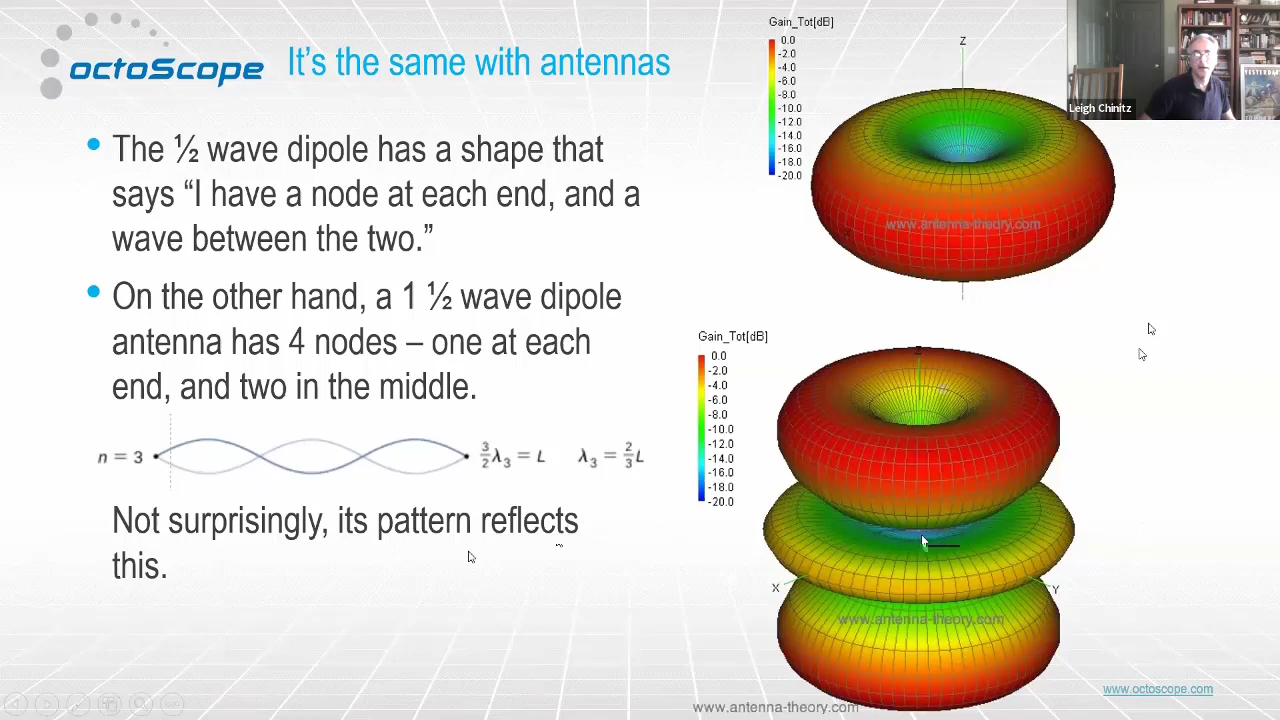 octoScope
It's the same with antennas
• The ½ wave dipole has a shape that
says “I have a node at each end, and a
wave between the two.”
• On the other hand, a 1 ½ wave dipole
antenna has 4 nodes – one at each
end, and two in the middle.
n = 3
3/2 λ₃ = L
λ₃ = 2/3 L
Not surprisingly, its pattern reflects
this.
Gain_Tot[dB]
0.0
-2.0
-4.0
-6.0
-8.0
-10.0
-12.0
-14.0
-16.0
-18.0
-20.0
Z
www.antenna-theory.com
Leigh Chinitz
Gain_Tot[dB]
0.0
-2.0
-4.0
-6.0
-8.0
-10.0
-12.0
-14.0
-16.0
-18.0
-20.0
Z
X
Y
www.antenna-theory.com
www.antenna-theory.com
www.octoscope.com